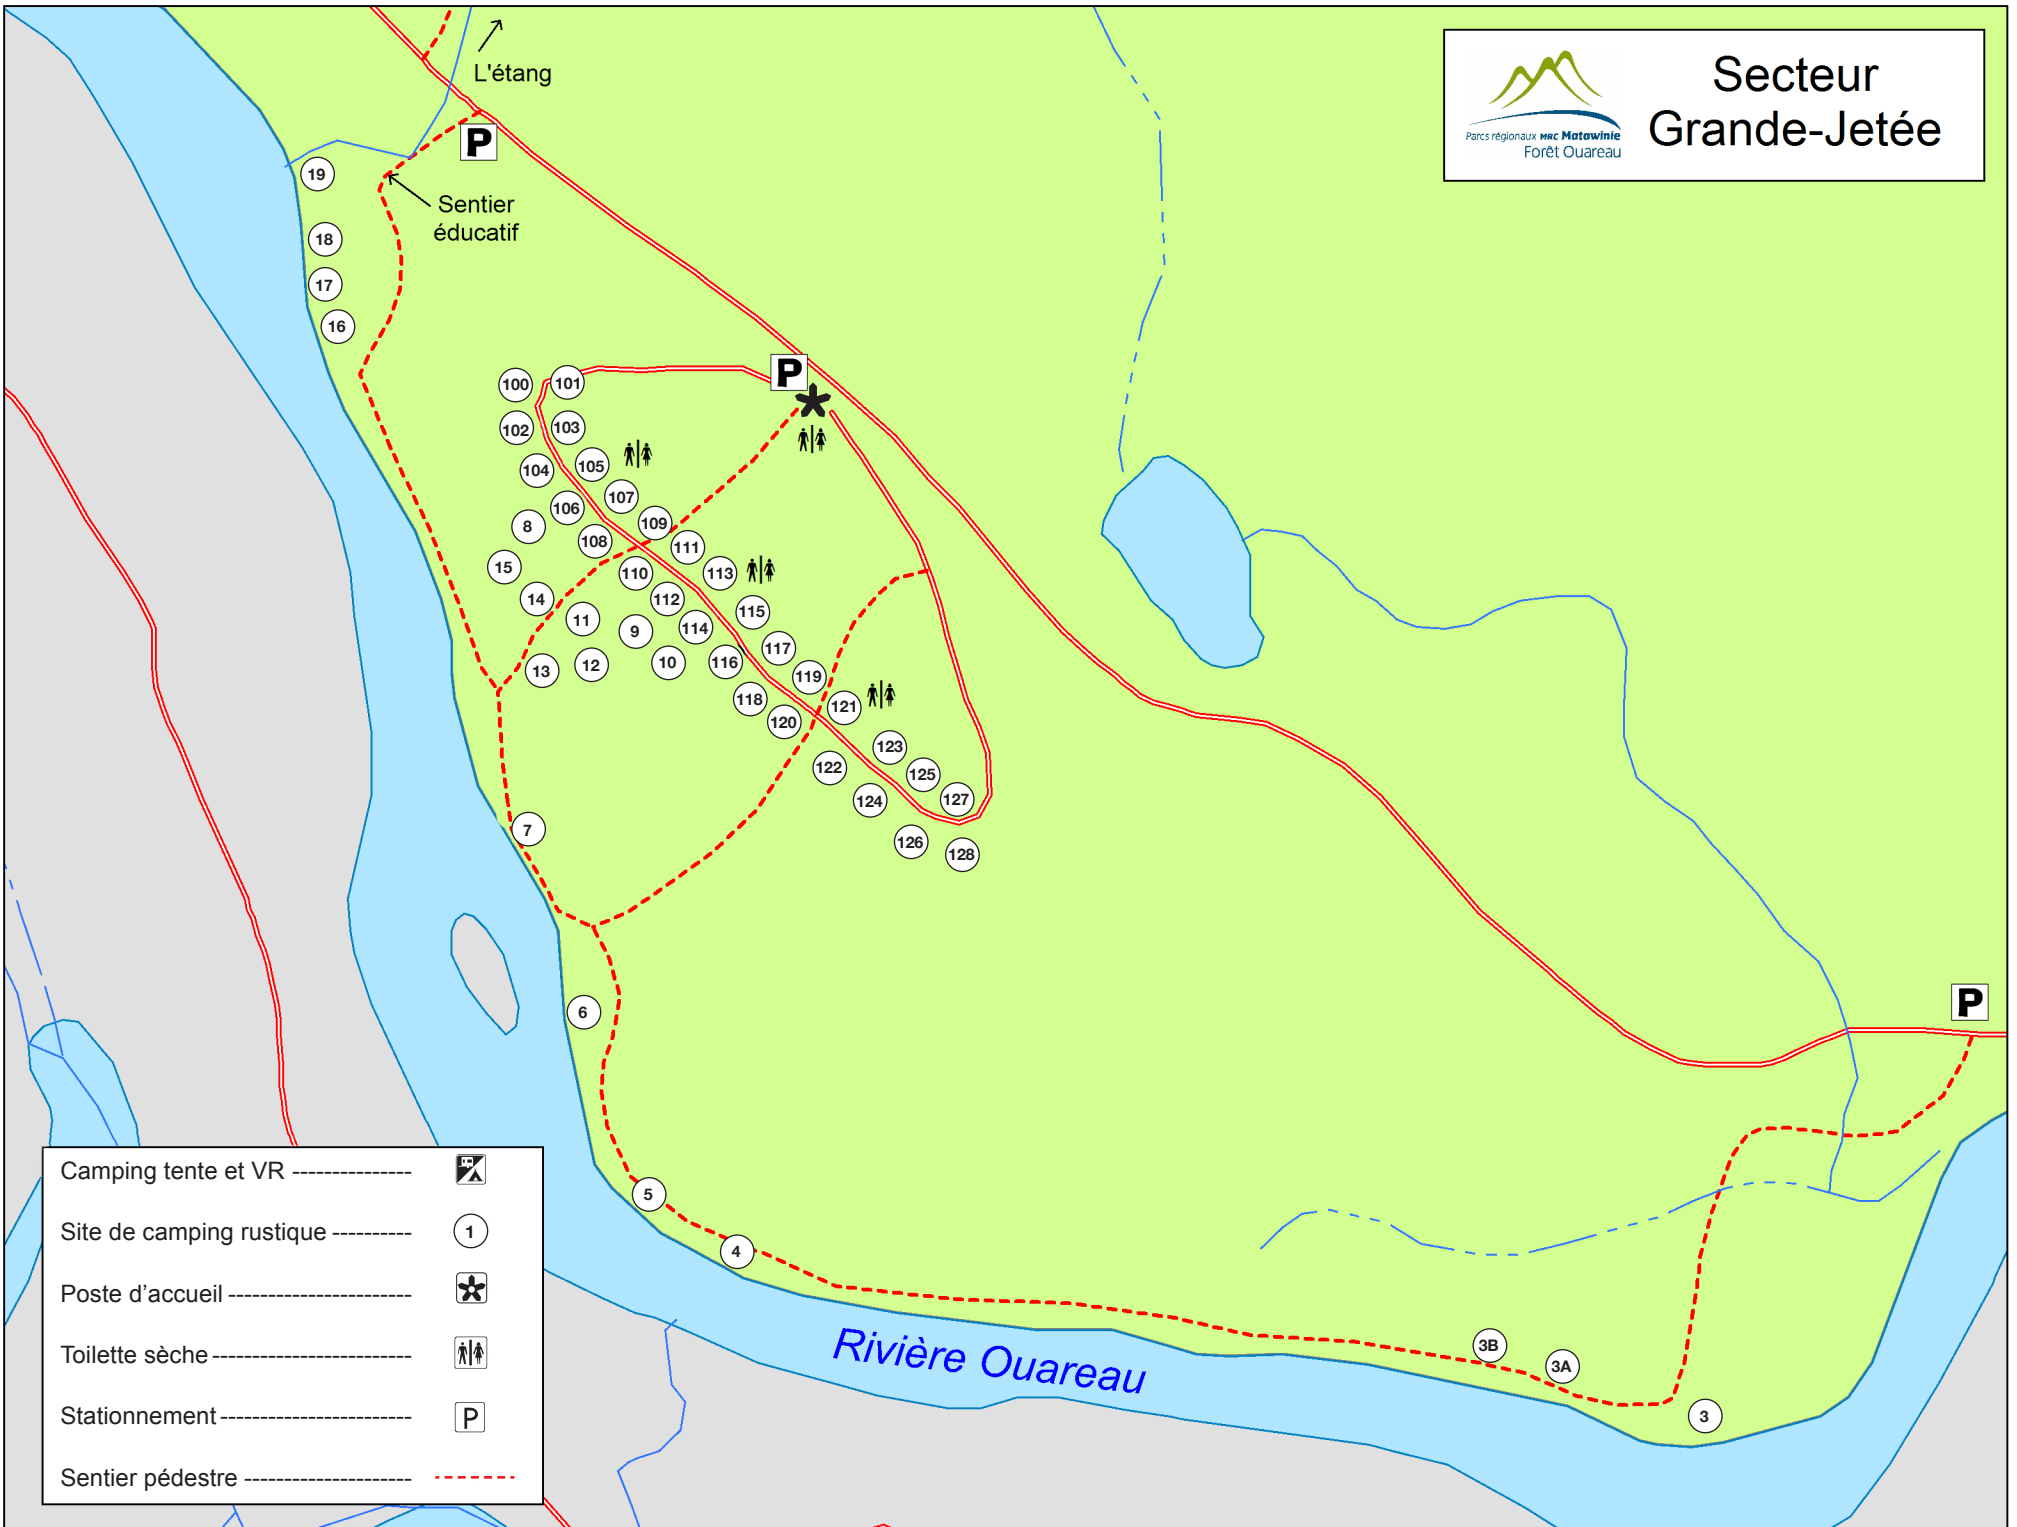 L'étang
P
Secteur
Grande-Jetée
Parcs régionaux MRC Matawinie
Forêt Ouareau
19
Sentier
éducatif
18
17
16
P
100
101
102
103
104
105
106
107
8
108
109
111
15
110
113
14
112
11
115
9
114
117
13
12
10
116
119
118
121
120
123
122
125
124
127
7
126
128
6
P
5
4
Rivière Ouareau
3B
3A
3
Camping tente et VR ---------------
Site de camping rustique ----------
1
Poste d’accueil -----------------------
Toilette sèche -------------------------
Stationnement ------------------------
P
Sentier pédestre ---------------------